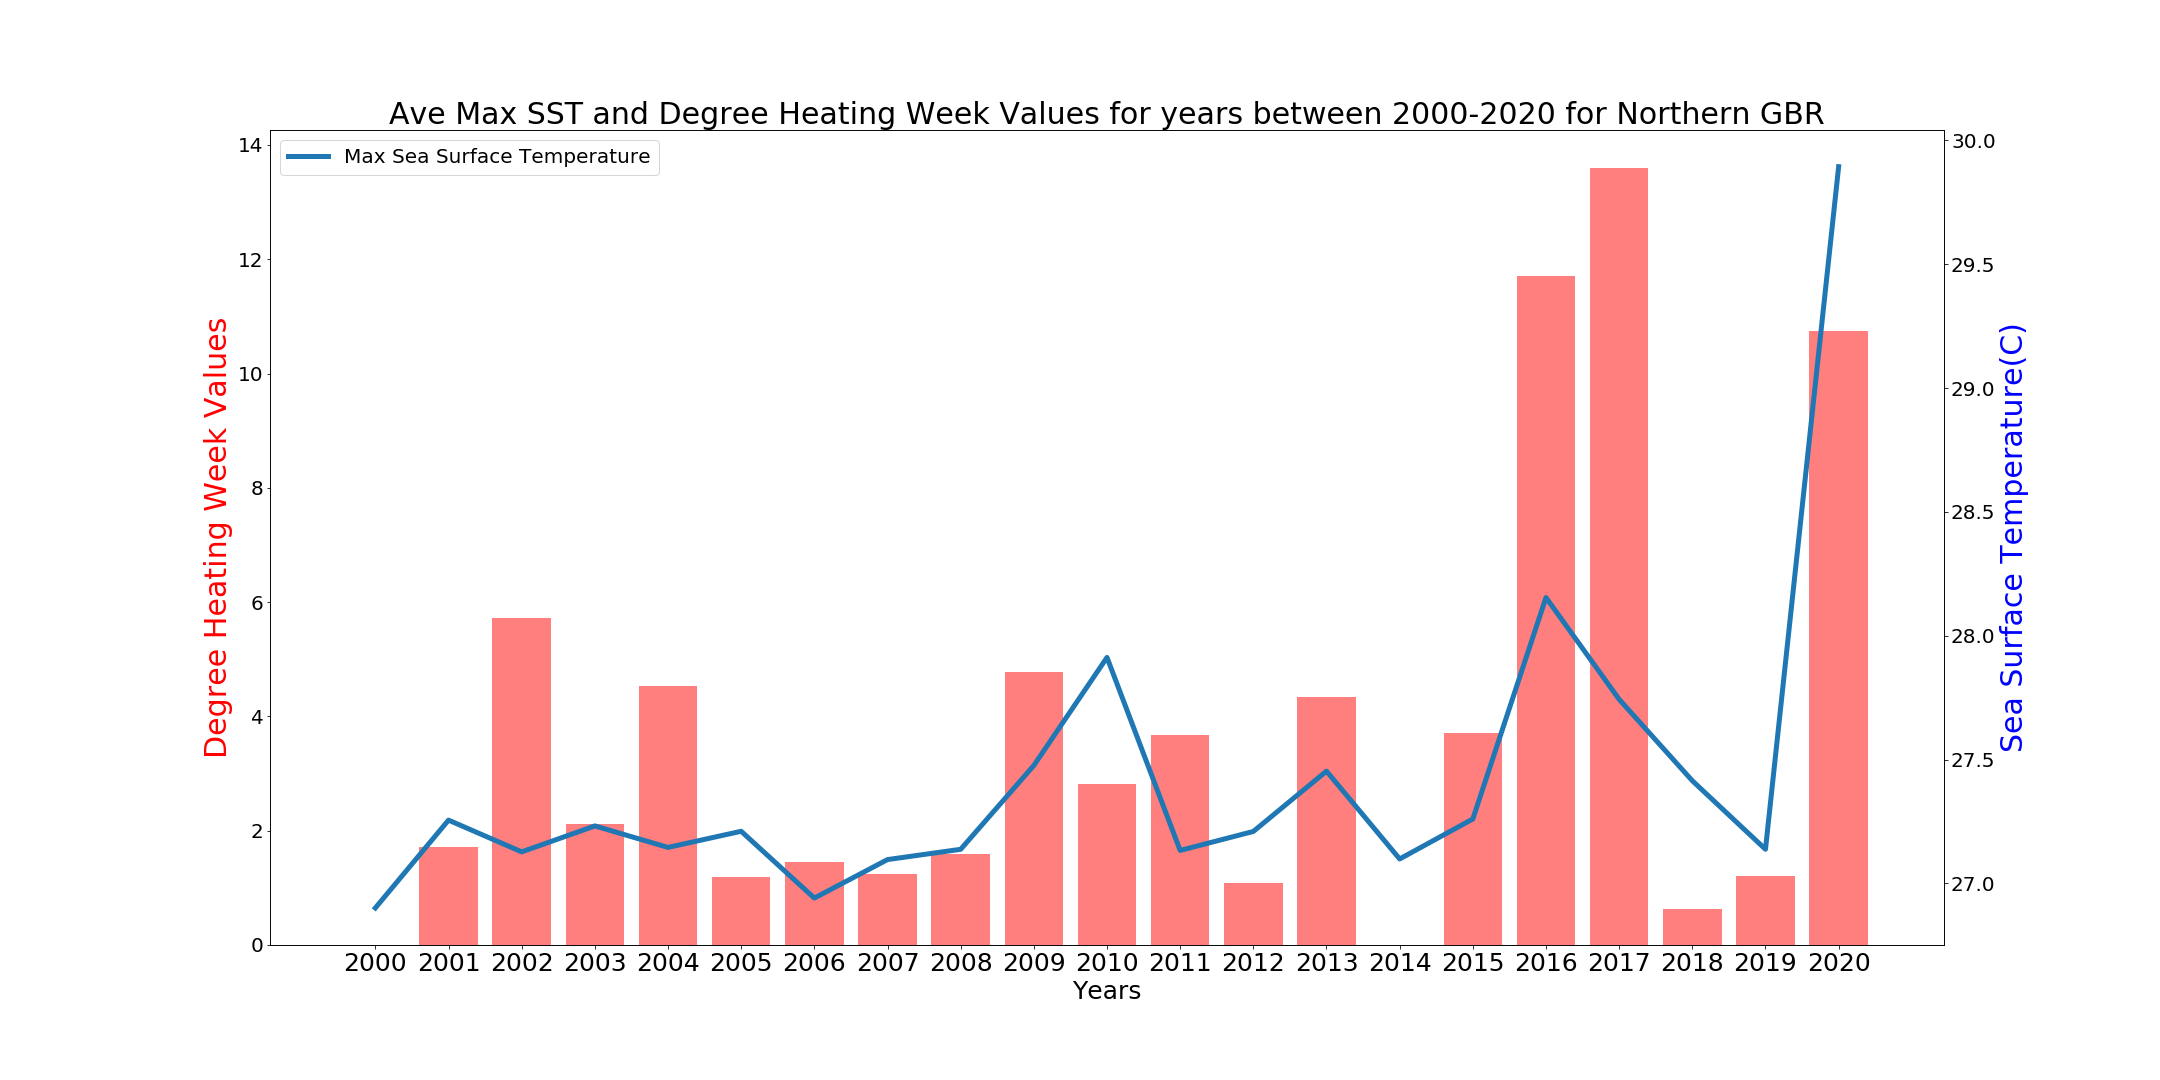 Ave Max SST and Degree Heating Week Values for years between 2000-2020 for Northern GBR
Max Sea Surface Temperature
Degree Heating Week Values
14
12
10
8
6
4
2
0
30.0
29.5
29.0
28.5
28.0
27.5
27.0
Sea Surface Temperature(C)
2000 2001 2002 2003 2004 2005 2006 2007 2008 2009 2010 2011 2012 2013 2014 2015 2016 2017 2018 2019 2020
Years